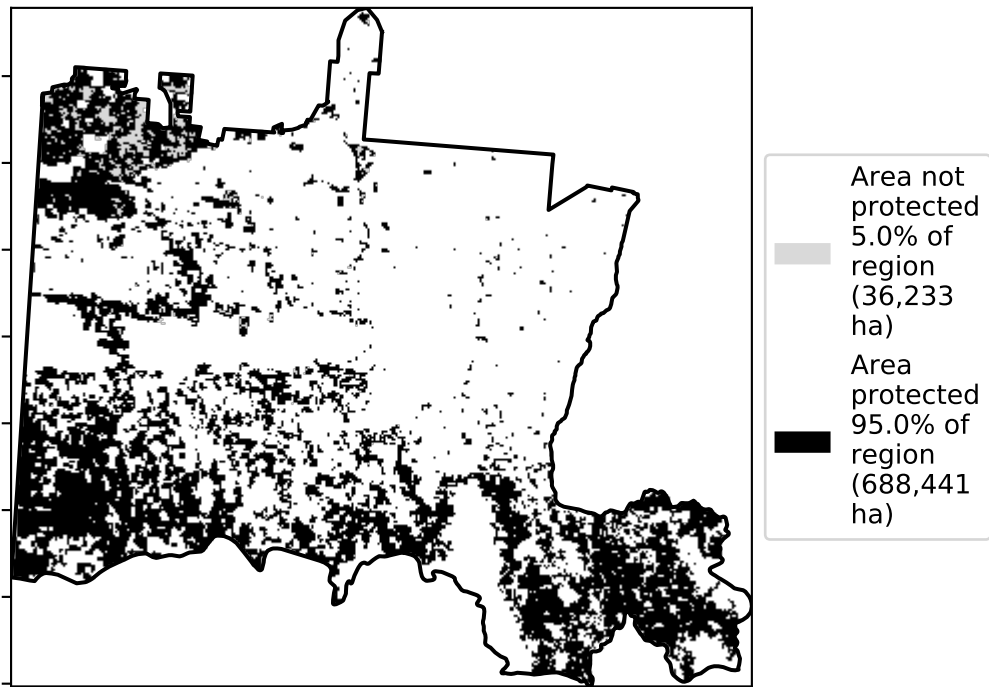 Area not
protected
5.0% of
region
(36,233
ha)
Area
protected
95.0% of
region
(688,441
ha)